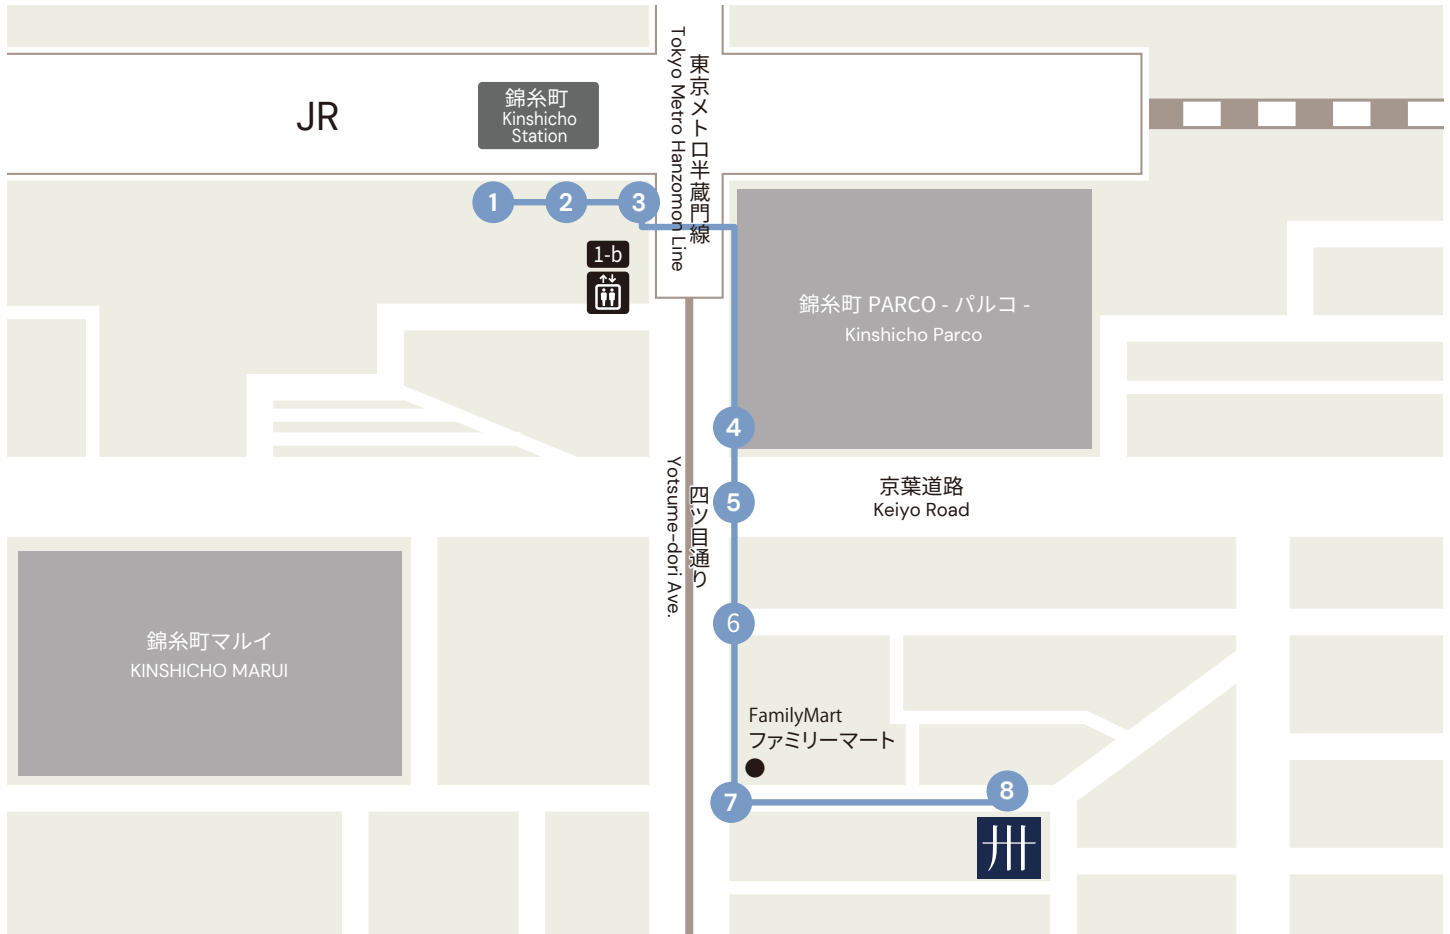 JR
錦糸町
Kinshicho
Station
東京メトロ半蔵門線
Tokyo Metro Hanzomon Line
1
2
3
1-b
錦糸町 PARCO - パルコ -
Kinshicho Parco
4
5
京葉道路
Keiyo Road
四ツ目通り
Yotsume-dori Ave.
錦糸町マルイ
KINSHICHO MARUI
6
FamilyMart
ファミリーマート
7
8
卅